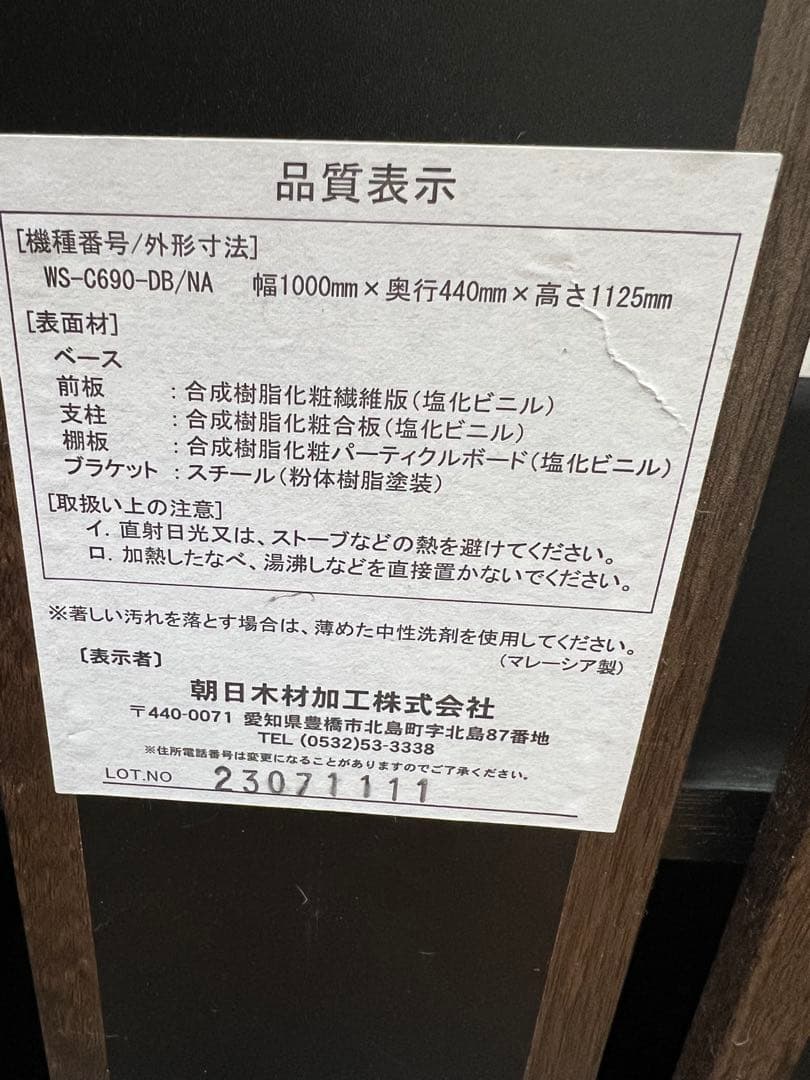 品質表示
[機種番号/外形寸法]
WS-C690-DB/NA 幅1000mm×奥行440mm×高さ1125mm
[表面材]
ベース
前板 :合成樹脂化粧繊維版(塩化ビニル)
支柱 :合成樹脂化粧合板(塩化ビニル)
棚板 :合成樹脂化粧パーティクルボード(塩化ビニル)
ブラケット :スチール(粉体樹脂塗装)
[取扱い上の注意]
イ. 直射日光又は、ストーブなどの熱を避けてください。
ロ. 加熱したなべ、湯沸しなどを直接置かないでください。
※著しい汚れを落とす場合は、薄めた中性洗剤を使用してください。
〔表示者〕 (マレーシア製)
朝日木材加工株式会社
〒440-0071 愛知県豊橋市北島町字北島87番地
TEL (0532)53-3338
※住所電話番号は変更になることがありますのでご了承ください。
LOT.NO 23071111